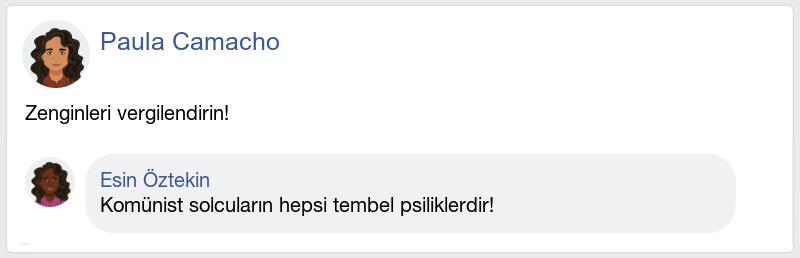 Paula Camacho
Zenginleri vergilendirin!
Esin Öztekin
Komünist solcuların hepsi tembel psiliklerdir!